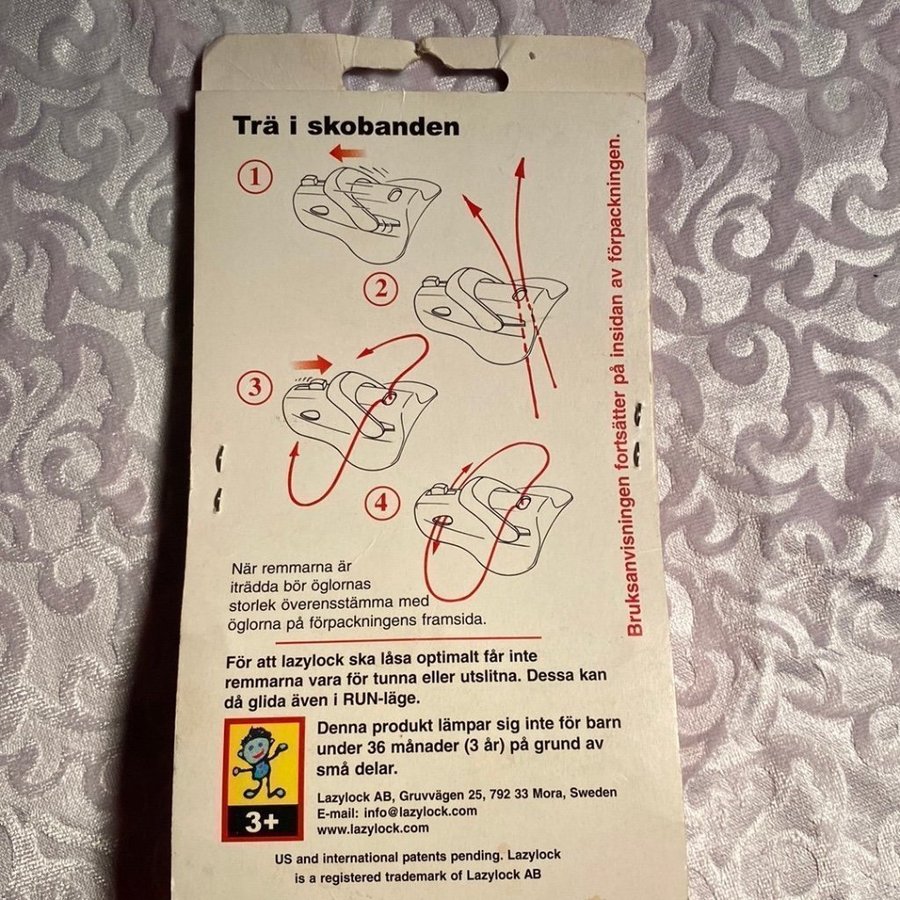 Trä i skobanden
1
2
3
4
Bruksanvisningen fortsätter på insidan av förpackningen.
När remmarna är
iträdda bör öglornas
storlek överensstämma med
öglorna på förpackningens framsida.
För att lazylock ska låsa optimalt får inte
remmarna vara för tunna eller utslitna. Dessa kan
då glida även i RUN-läge.
Denna produkt lämpar sig inte för barn
under 36 månader (3 år) på grund av
små delar.
3+
Lazylock AB, Gruvvägen 25, 792 33 Mora, Sweden
E-mail: info@lazylock.com
www.lazylock.com
US and international patents pending. Lazylock
is a registered trademark of Lazylock AB